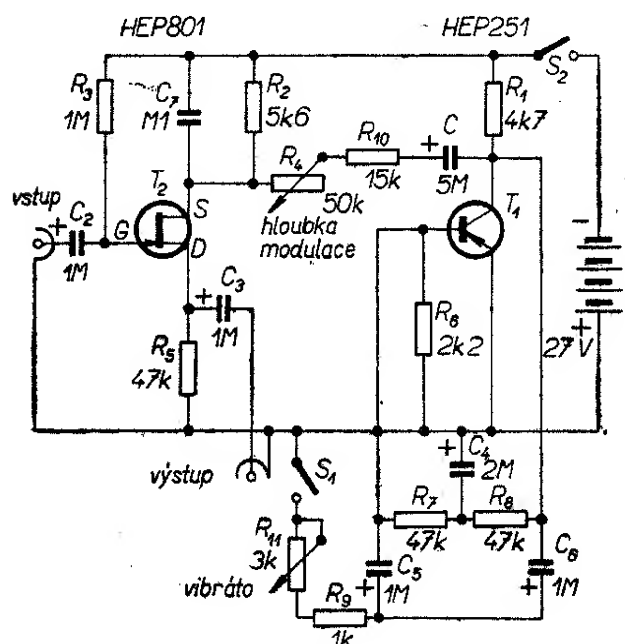 HEP801
HEP251
R3
1M
C7
M1
R2
5k6
R1
4k7
S2
R10
15k
+ C
5M
R4
50k
hloubka
modulace
T2
S
G
D
vstup
+ C2
1M
T1
C3
+
1M
R6
2k2
-
+
27V
R5
47k
výstup
S1
C4
+
2M
R7
47k
R8
47k
R11
3k
vibráto
C5
+ 1M
C6
+ 1M
R9
1k